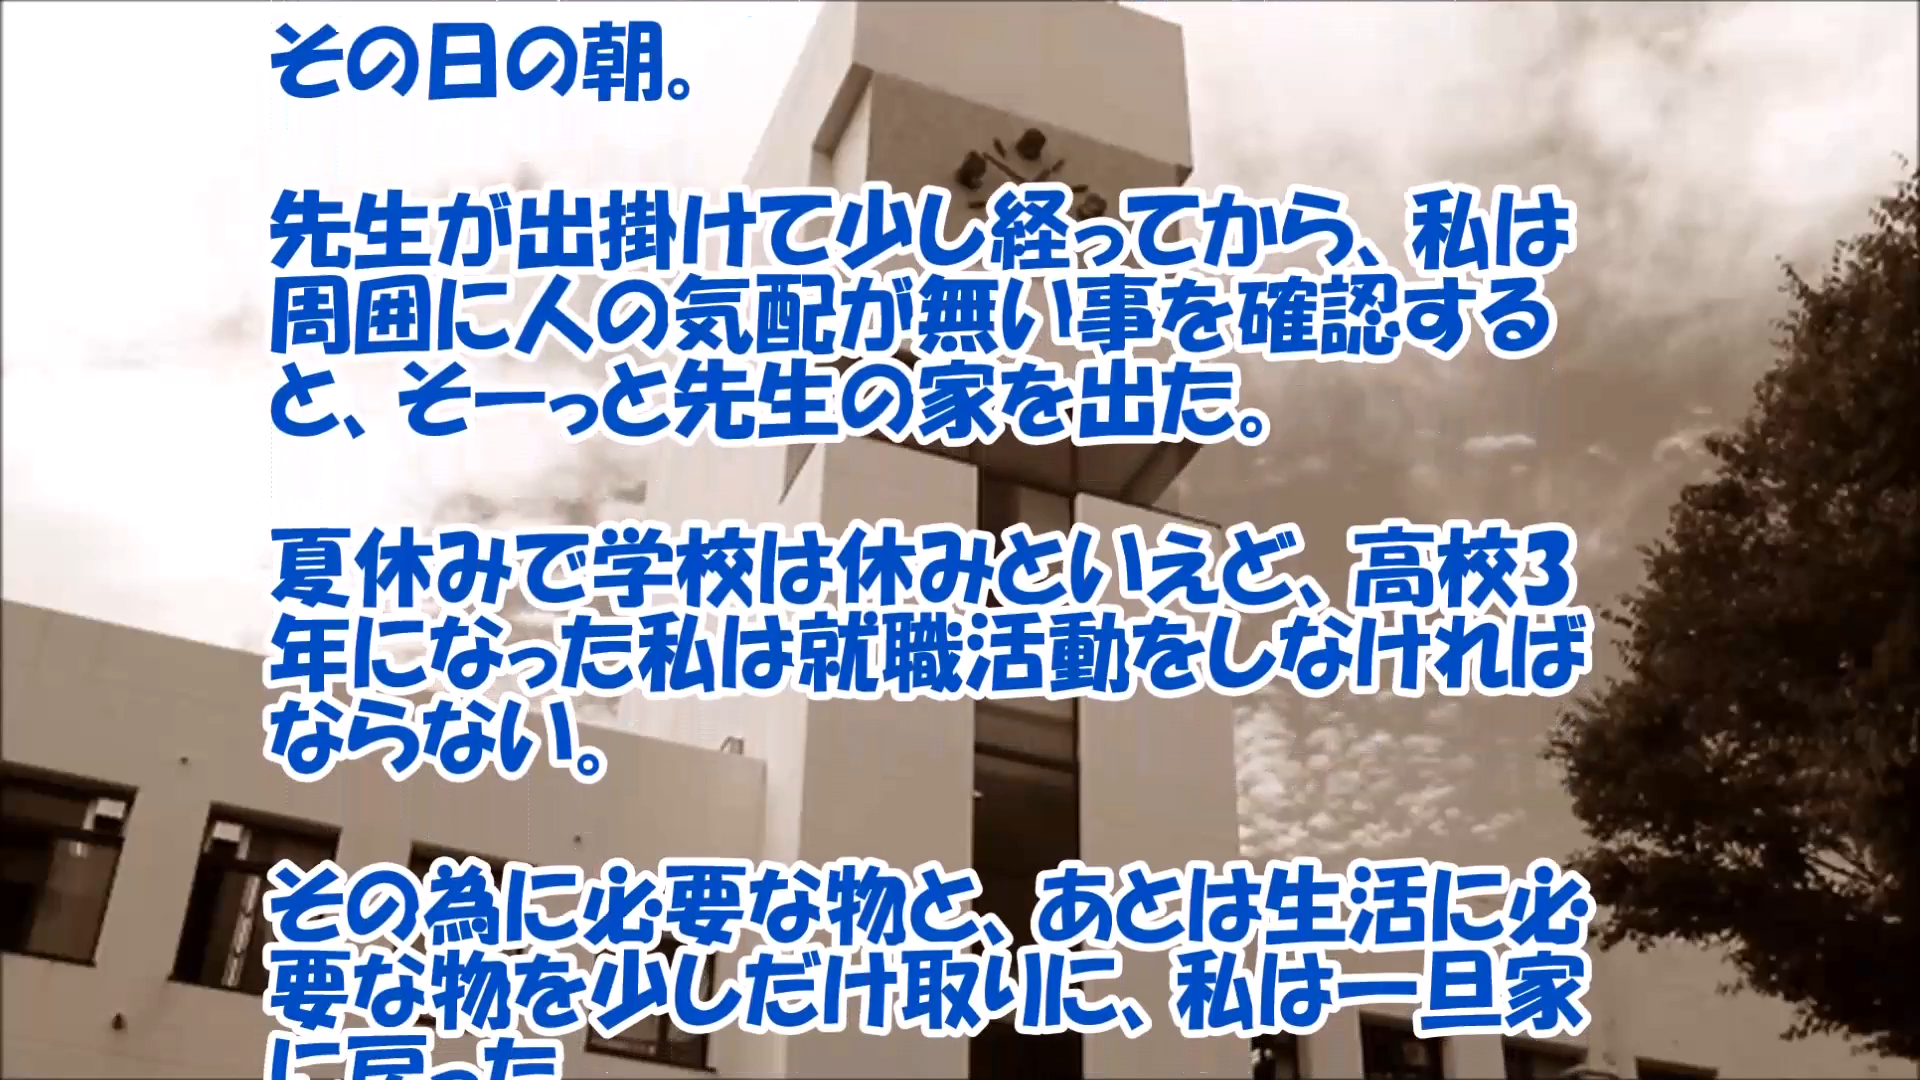 その日の朝。
先生が出掛けて少し経ってから、私は
周囲に人の気配が無い事を確認する
と、そーっと先生の家を出た。
夏休みで学校は休みといえど、高校3
年になった私は就職活動をしなければ
ならない。
その為に必要な物と、あとは生活に必
要な物を少しだけ取りに、私は一旦家
に戻った